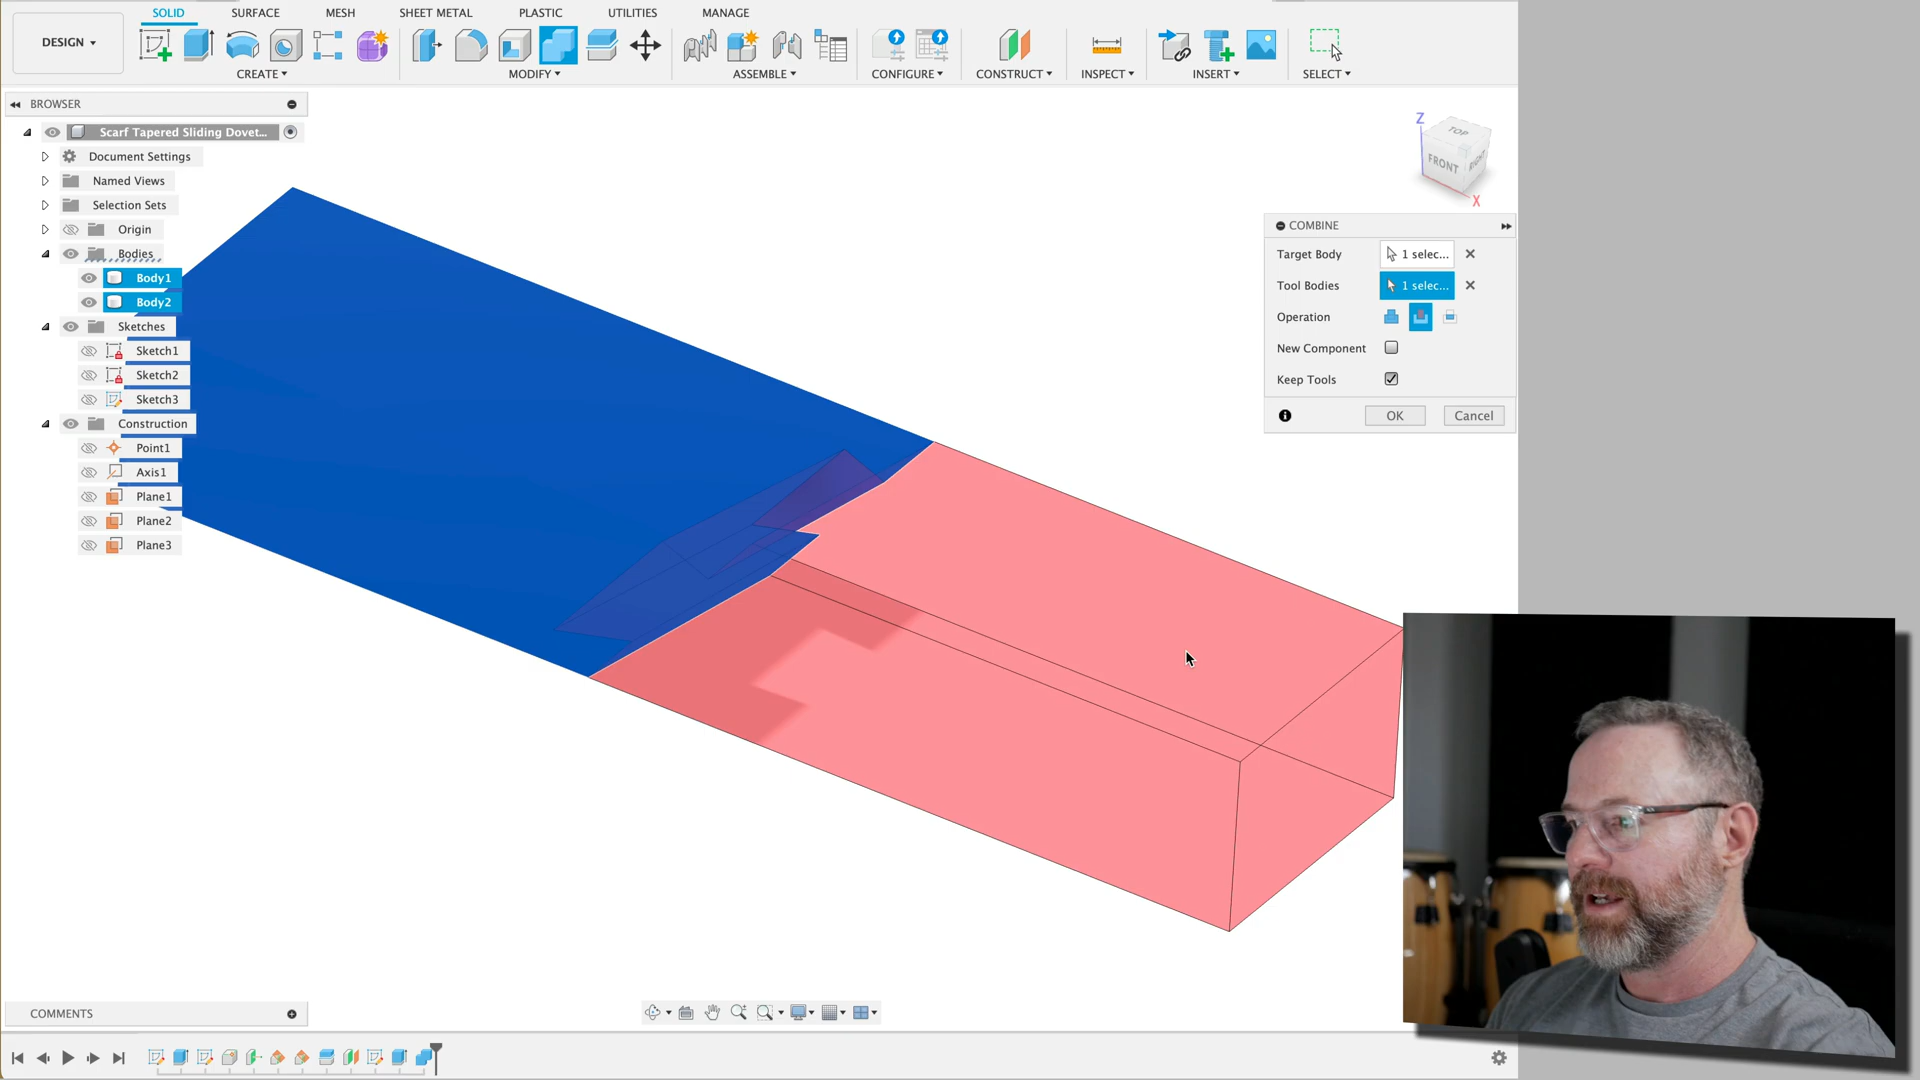 SOLID SURFACE MESH SHEET METAL PLASTIC UTILITIES MANAGE
DESIGN
CREATE MODIFY ASSEMBLE CONFIGURE CONSTRUCT INSPECT INSERT SELECT
BROWSER
Scarf Tapered Sliding Dovet...
Document Settings
Named Views
Selection Sets
Origin
Bodies
Body1
Body2
Sketches
Sketch1
Sketch2
Sketch3
Construction
Point1
Axis1
Plane1
Plane2
Plane3
Z
TOP
FRONT
RIGHT
X
COMBINE
Target Body 1 selec...
Tool Bodies 1 selec...
Operation
New Component
Keep Tools
OK Cancel
COMMENTS